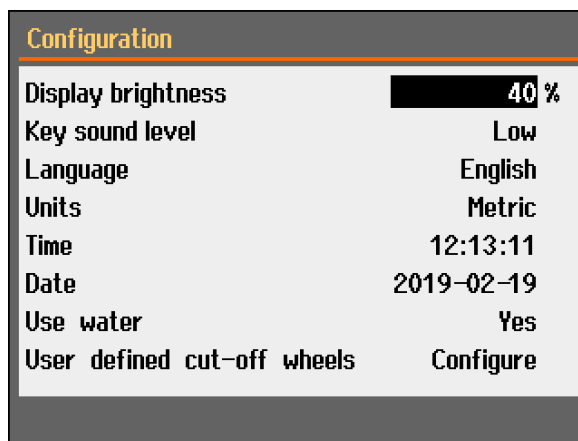 Configuration
Display brightness 40 %
Key sound level Low
Language English
Units Metric
Time 12:13:11
Date 2019-02-19
Use water Yes
User defined cut-off wheels Configure